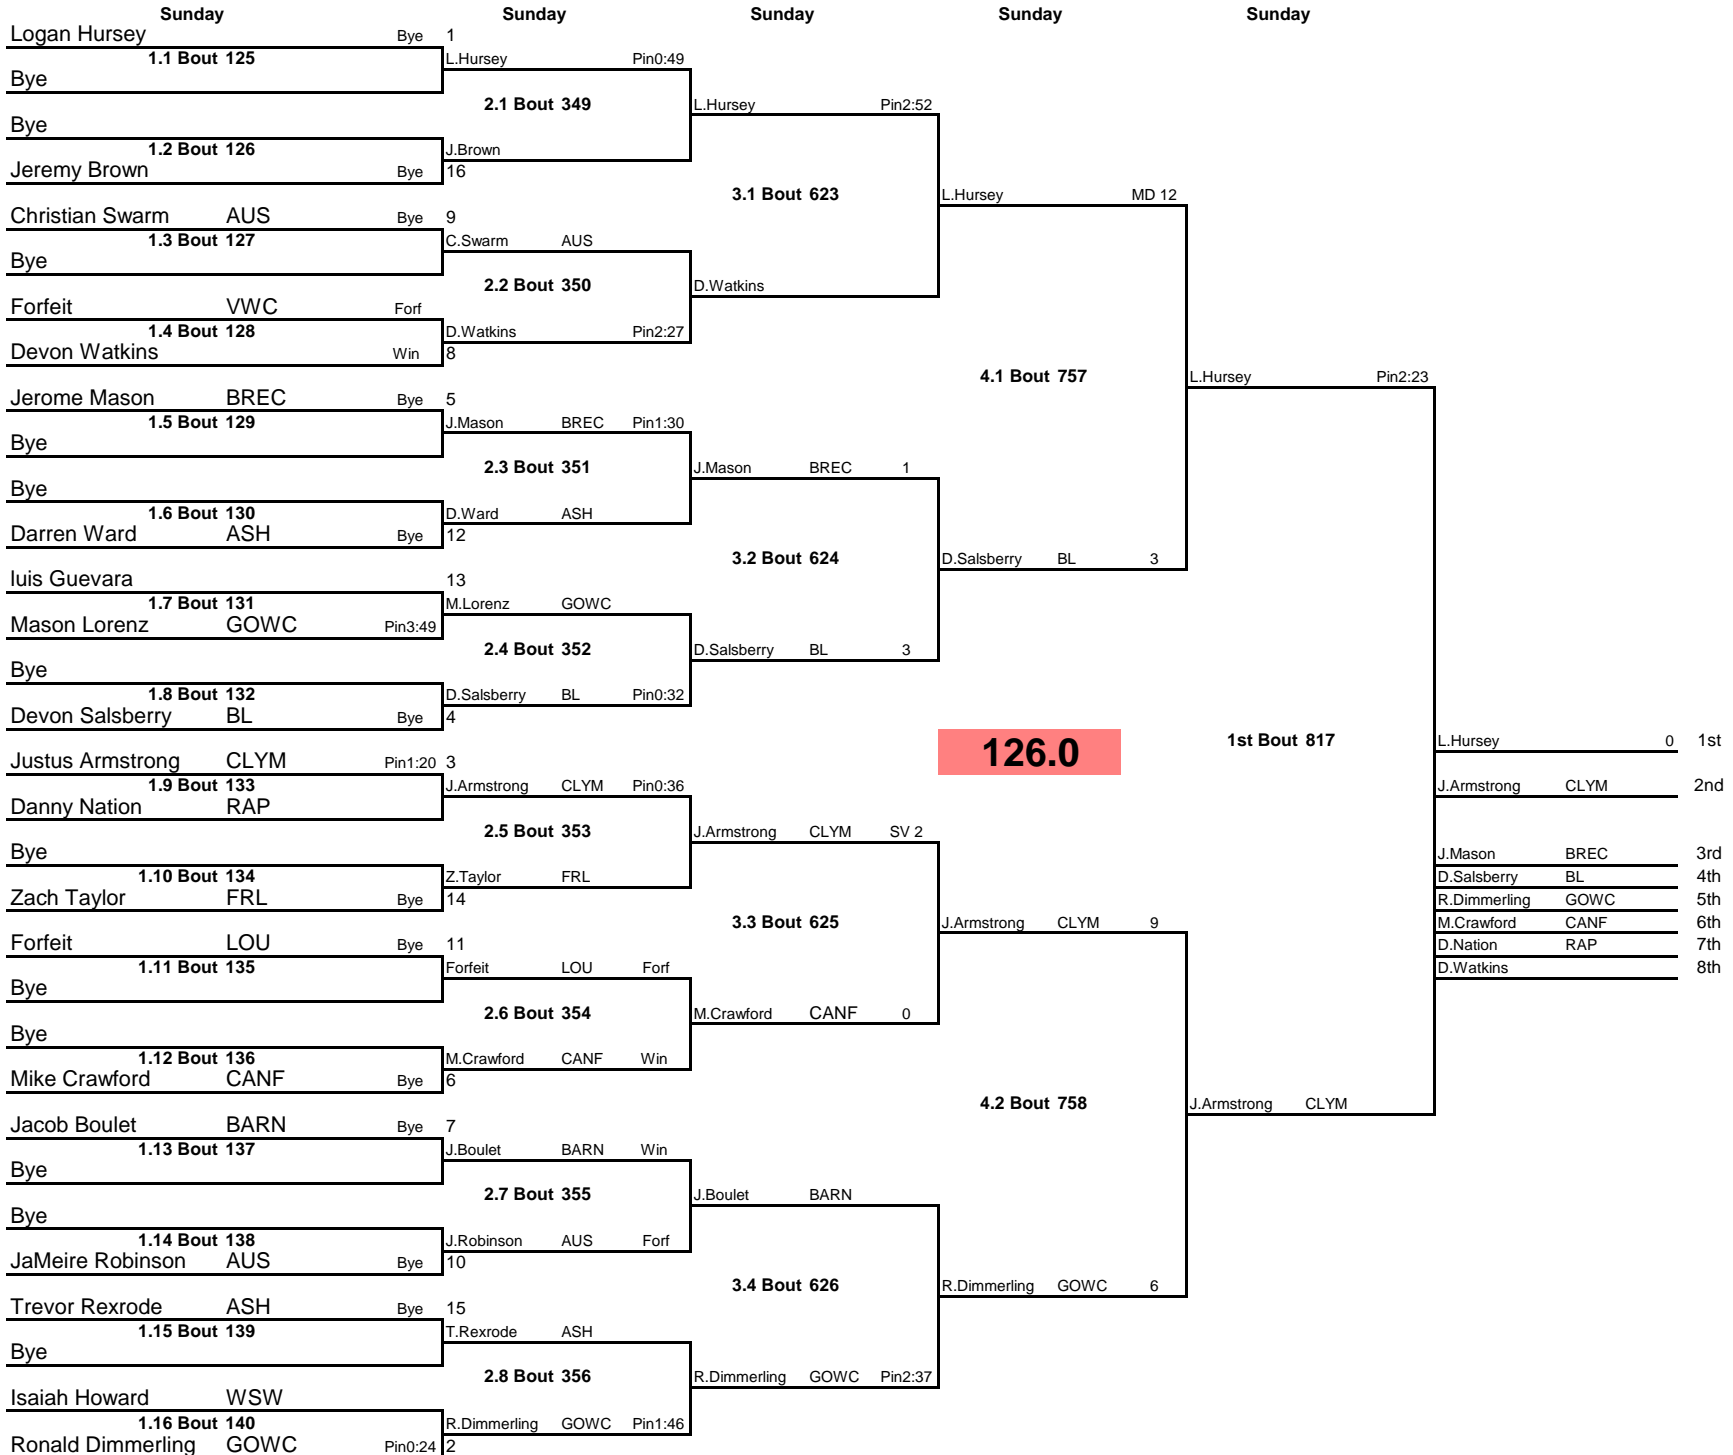 Sunday Sunday Sunday Sunday Sunday
Logan Hursey Bye 1
1.1 Bout 125 L.Hursey Pin0:49
Bye
2.1 Bout 349 L.Hursey Pin2:52
Bye
1.2 Bout 126 J.Brown
Jeremy Brown Bye 16
3.1 Bout 623 L.Hursey MD 12
Christian Swarm AUS Bye 9
1.3 Bout 127 C.Swarm AUS
Bye
2.2 Bout 350 D.Watkins
Forfeit VWC Forf
1.4 Bout 128 D.Watkins Pin2:27
Devon Watkins Win 8
4.1 Bout 757 L.Hursey Pin2:23
Jerome Mason BREC Bye 5
1.5 Bout 129 J.Mason BREC Pin1:30
Bye
2.3 Bout 351 J.Mason BREC 1
Bye
1.6 Bout 130 D.Ward ASH
Darren Ward ASH Bye 12
3.2 Bout 624 D.Salsberry BL 3
luis Guevara 13
1.7 Bout 131 M.Lorenz GOWC
Mason Lorenz GOWC Pin3:49
2.4 Bout 352 D.Salsberry BL 3
Bye
1.8 Bout 132 D.Salsberry BL Pin0:32
Devon Salsberry BL Bye 4
126.0 1st Bout 817 L.Hursey 0 1st
Justus Armstrong CLYM Pin1:20 3
1.9 Bout 133 J.Armstrong CLYM Pin0:36 J.Armstrong CLYM 2nd
Danny Nation RAP
2.5 Bout 353 J.Armstrong CLYM SV 2
Bye J.Mason BREC 3rd
1.10 Bout 134 Z.Taylor FRL D.Salsberry BL 4th
Zach Taylor FRL Bye 14 R.Dimmerling GOWC 5th
3.3 Bout 625 J.Armstrong CLYM 9 M.Crawford CANF 6th
Forfeit LOU Bye 11 D.Nation RAP 7th
1.11 Bout 135 Forfeit LOU Forf D.Watkins 8th
Bye
2.6 Bout 354 M.Crawford CANF 0
Bye
1.12 Bout 136 M.Crawford CANF Win
Mike Crawford CANF Bye 6
4.2 Bout 758 J.Armstrong CLYM
Jacob Boulet BARN Bye 7
1.13 Bout 137 J.Boulet BARN Win
Bye
2.7 Bout 355 J.Boulet BARN
Bye
1.14 Bout 138 J.Robinson AUS Forf
JaMeire Robinson AUS Bye 10
3.4 Bout 626 R.Dimmerling GOWC 6
Trevor Rexrode ASH Bye 15
1.15 Bout 139 T.Rexrode ASH
Bye
2.8 Bout 356 R.Dimmerling GOWC Pin2:37
Isaiah Howard WSW
1.16 Bout 140 R.Dimmerling GOWC Pin1:46
Ronald Dimmerling GOWC Pin0:24 2